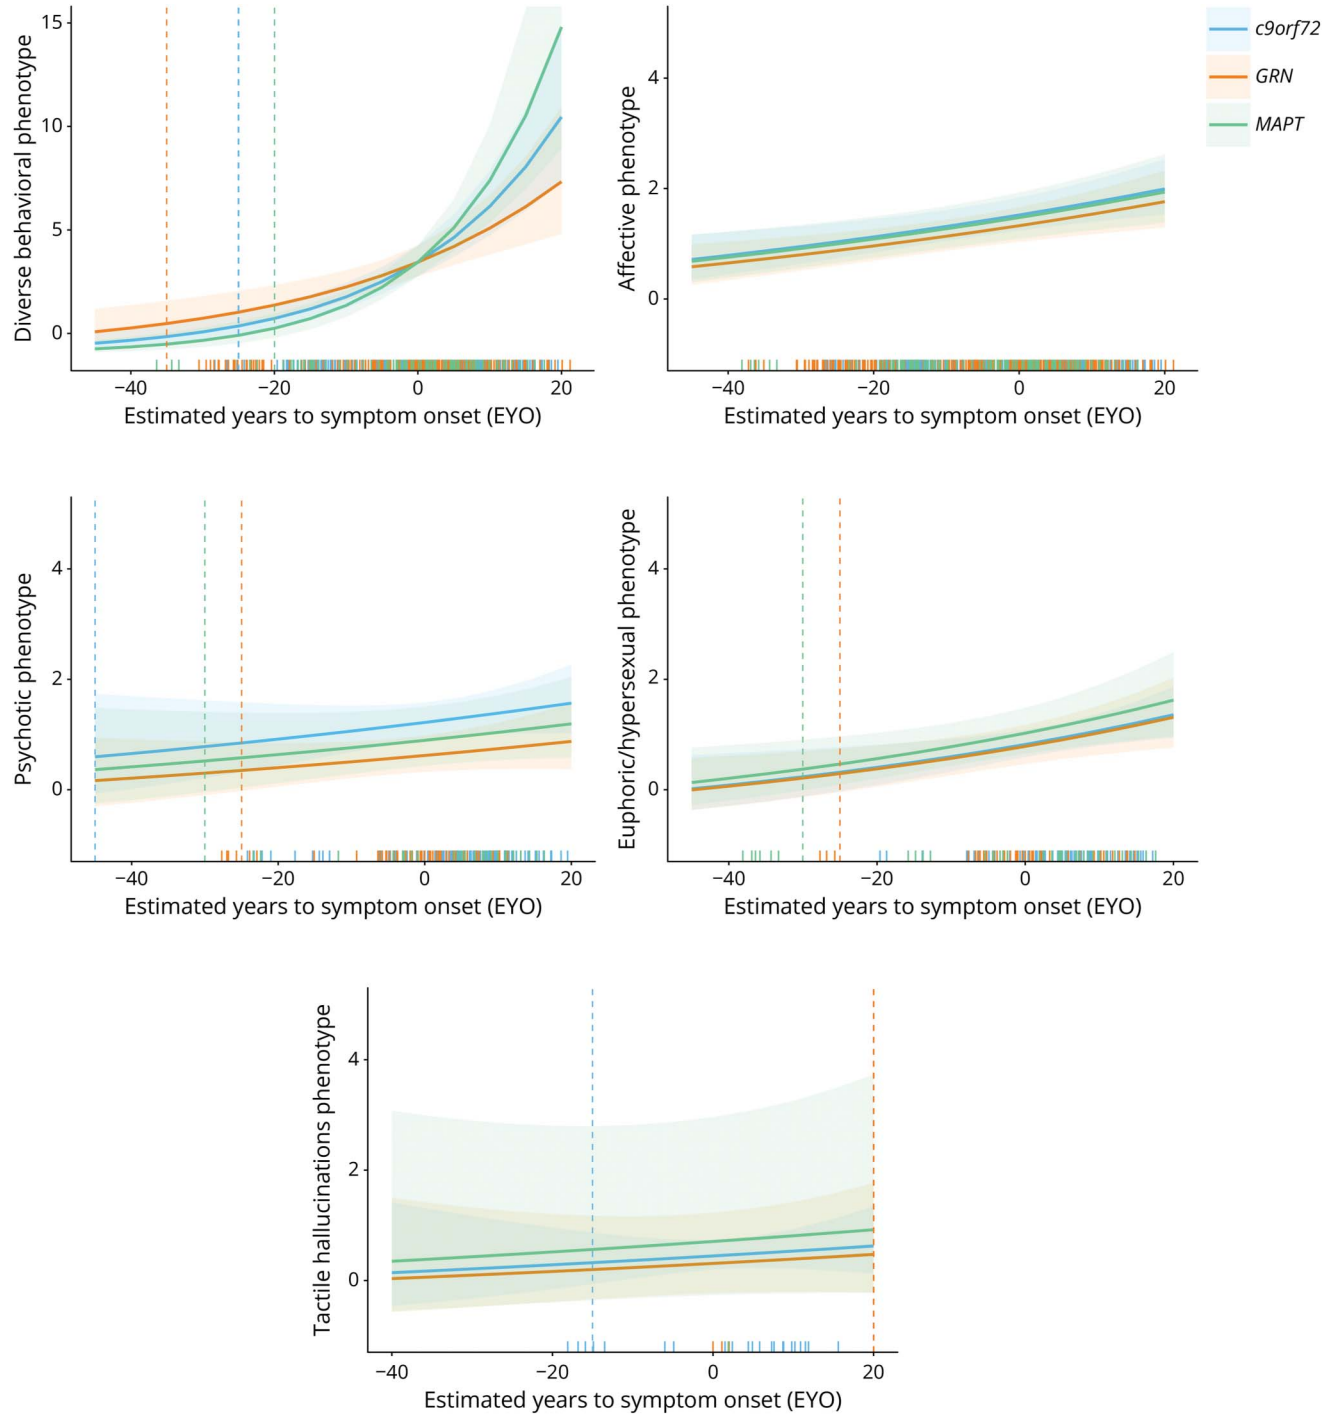 15
10
5
0
Diverse behavioral phenotype
−40
−20
0
20
Estimated years to symptom onset (EYO)
4
2
0
Affective phenotype
−40
−20
0
20
Estimated years to symptom onset (EYO)
c9orf72
GRN
MAPT
4
2
0
Psychotic phenotype
−40
−20
0
20
Estimated years to symptom onset (EYO)
4
2
0
Euphoric/hypersexual phenotype
−40
−20
0
20
Estimated years to symptom onset (EYO)
4
2
0
Tactile hallucinations phenotype
−40
−20
0
20
Estimated years to symptom onset (EYO)